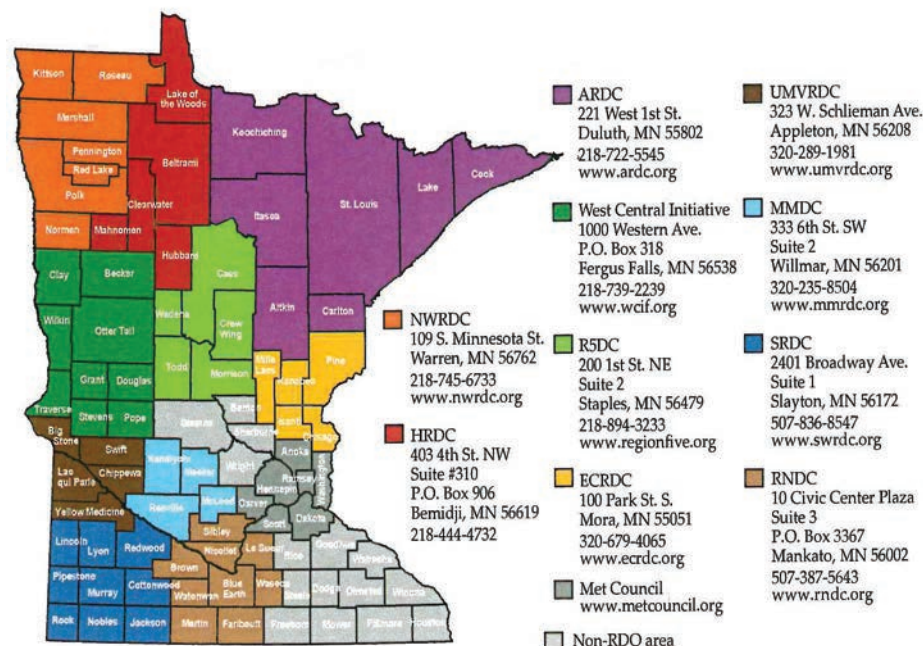 Kittson
Roseau
Lake of
the Woods
Marshall
Keochiching
Pennington
Beltrami
Red Lake
Cook
Polk
Clearwater
St. Louis
Lake
Itasca
Norman
Mahnomen
Hubbard
Clay
Becker
Cass
Aitkin
Carlton
Wilkin
Otter Tail
Wadena
Crow
Wing
Pine
Mille
Lacs
Kanabec
Todd
Morrison
Grant
Douglas
Traverse
Stevens
Pope
Stearns
Benton
Isanti
Chisago
Sherburne
Big
Stone
Swift
Anoka
Washington
Kandiyohi
Meeker
Wright
Ramsey
Hennepin
Lac
qui Parle
Chippewa
Renville
McLeod
Carver
Scott
Dakota
Yellow Medicine
Sibley
Lincoln
Lyon
Redwood
Nicollet
Le Sueur
Rice
Goodhue
Wabasha
Brown
Pipestone
Murray
Cottonwood
Watonwan
Blue
Earth
Waseca
Steele
Dodge
Olmsted
Winona
Rock
Nobles
Jackson
Martin
Faribault
Freeborn
Mower
Fillmore
Houston
NWRDC
109 S. Minnesota St.
Warren, MN 56762
218-745-6733
www.nwrdc.org
HRDC
403 4th St. NW
Suite #310
P.O. Box 906
Bemidji, MN 56619
218-444-4732
ARDC
221 West 1st St.
Duluth, MN 55802
218-722-5545
www.ardc.org
West Central Initiative
1000 Western Ave.
P.O. Box 318
Fergus Falls, MN 56538
218-739-2239
www.wcif.org
R5DC
200 1st St. NE
Suite 2
Staples, MN 56479
218-894-3233
www.regionfive.org
ECRDC
100 Park St. S.
Mora, MN 55051
320-679-4065
www.ecrdc.org
Met Council
www.metcouncil.org
Non-RDO area
UMVRDC
323 W. Schlieman Ave.
Appleton, MN 56208
320-289-1981
www.umvrdc.org
MMDC
333 6th St. SW
Suite 2
Willmar, MN 56201
320-235-8504
www.mmrdc.org
SRDC
2401 Broadway Ave.
Suite 1
Slayton, MN 56172
507-836-8547
www.swrdc.org
RNDC
10 Civic Center Plaza
Suite 3
P.O. Box 3367
Mankato, MN 56002
507-387-5643
www.rndc.org